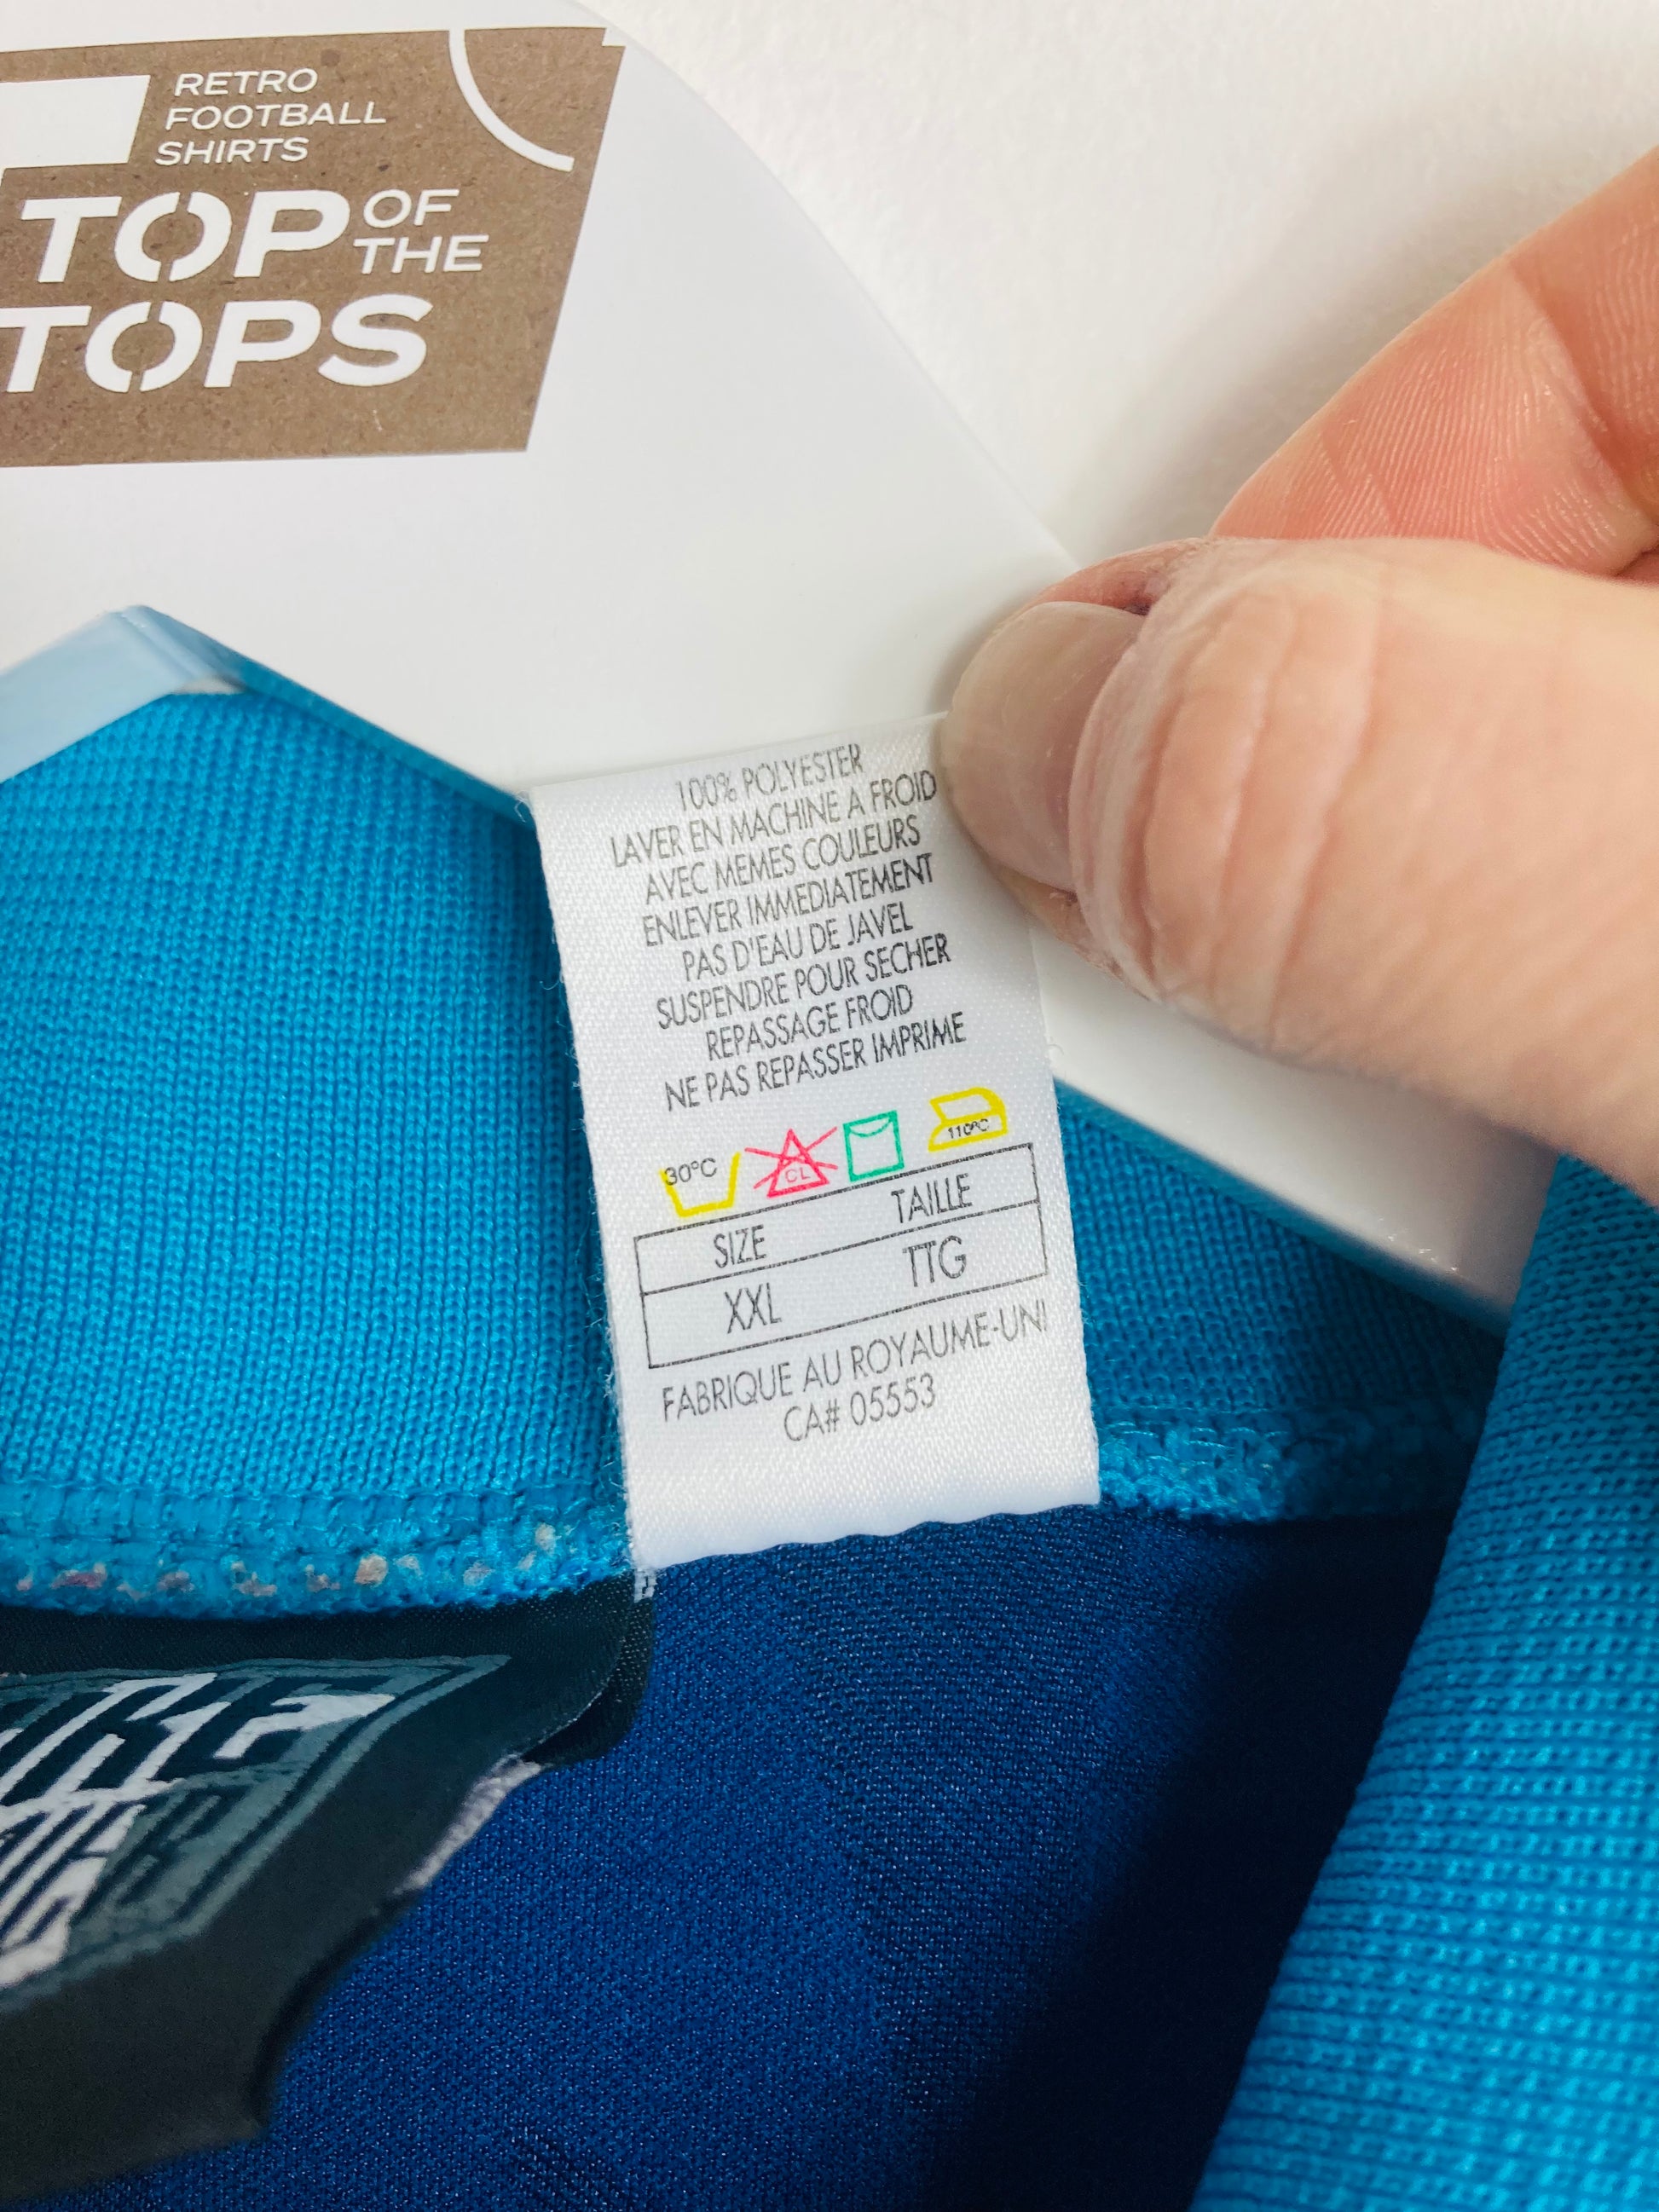 RETRO
FOOTBALL
SHIRTS
TOP OF
THE
TOPS
100% POLYESTER
LAVER EN MACHINE A FROID
AVEC MEMES COULEURS
ENLEVER IMMEDIATEMENT
PAS D'EAU DE JAVEL
SUSPENDRE POUR SECHER
REPASSAGE FROID
NE PAS REPASSER IMPRIME
30°C CL 110°C
SIZE TAILLE
XXL TTG
FABRIQUE AU ROYAUME-UNI
CA# 05553